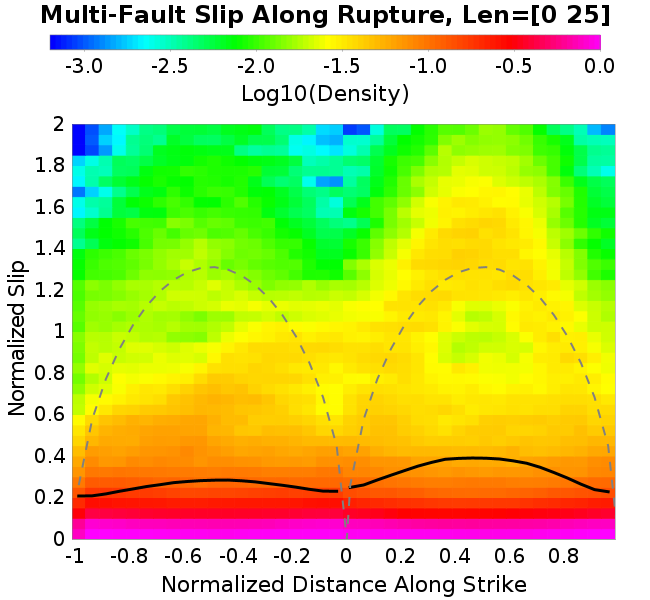 Multi-Fault Slip Along Rupture, Len=[0 25]
-3.0 -2.5 -2.0 -1.5 -1.0 -0.5 0.0
Log10(Density)
Normalized Slip
2
1.8
1.6
1.4
1.2
1
0.8
0.6
0.4
0.2
0
-1 -0.8 -0.6 -0.4 -0.2 0 0.2 0.4 0.6 0.8
Normalized Distance Along Strike